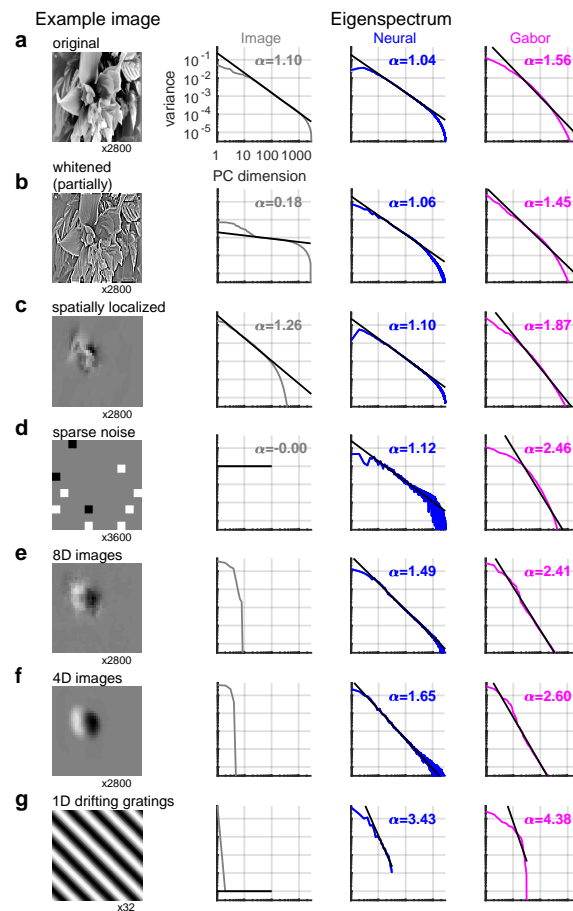 Example image Eigenspectrum
a original Image Neural Gabor
α=1.10 α=1.04 α=1.56
variance
10⁻¹
10⁻²
10⁻³
10⁻⁴
10⁻⁵
x2800 1 10 100 1000
PC dimension
b whitened
(partially)
α=0.18 α=1.06 α=1.45
x2800
c spatially localized
α=1.26 α=1.10 α=1.87
x2800
d sparse noise
α=-0.00 α=1.12 α=2.46
x3600
e 8D images
α=1.49 α=2.41
x2800
f 4D images
α=1.65 α=2.60
x2800
g 1D drifting gratings
α=3.43 α=4.38
x32